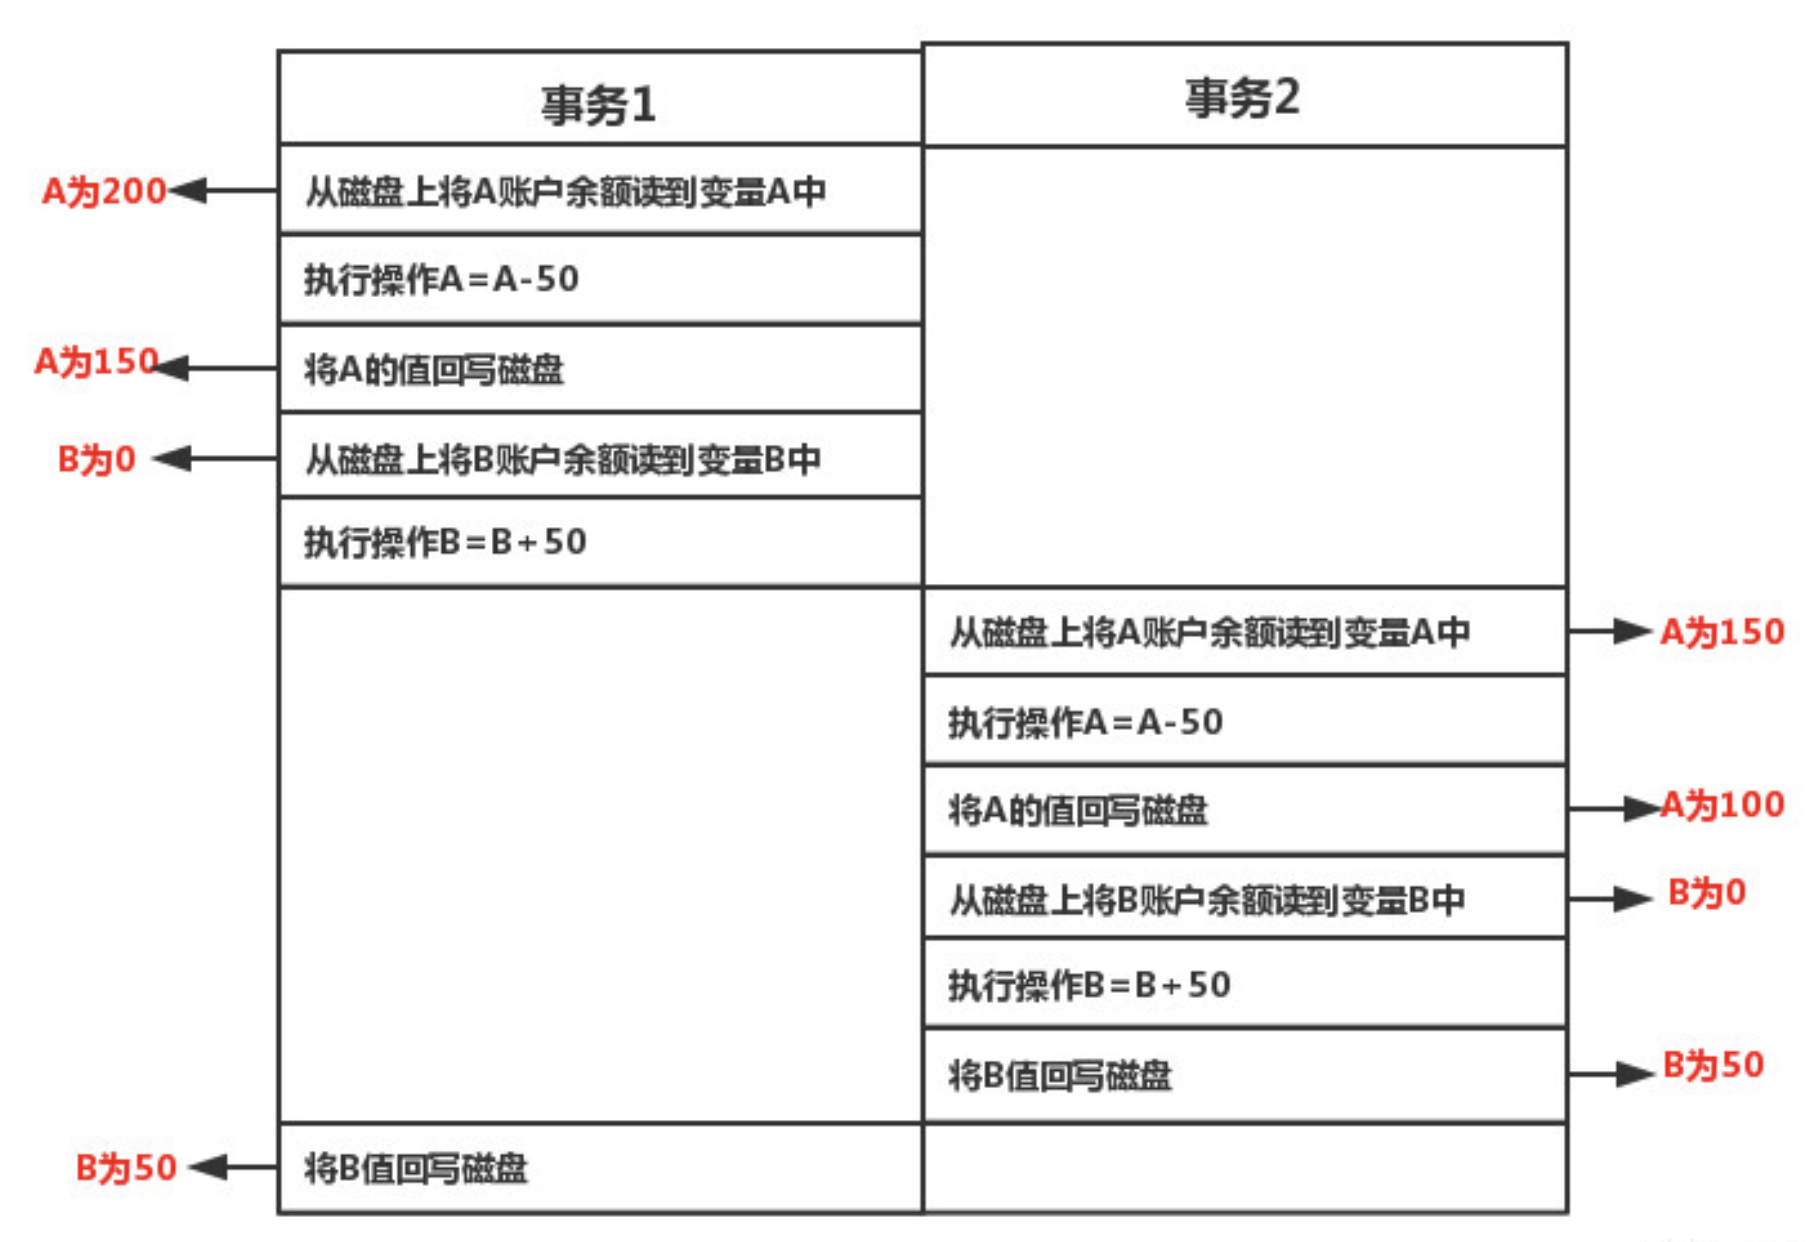 事务1
事务2
A为200
从磁盘上将A账户余额读到变量A中
执行操作A=A-50
A为150
将A的值回写磁盘
B为0
从磁盘上将B账户余额读到变量B中
执行操作B=B+50
从磁盘上将A账户余额读到变量A中
A为150
执行操作A=A-50
将A的值回写磁盘
A为100
从磁盘上将B账户余额读到变量B中
B为0
执行操作B=B+50
将B值回写磁盘
B为50
B为50
将B值回写磁盘